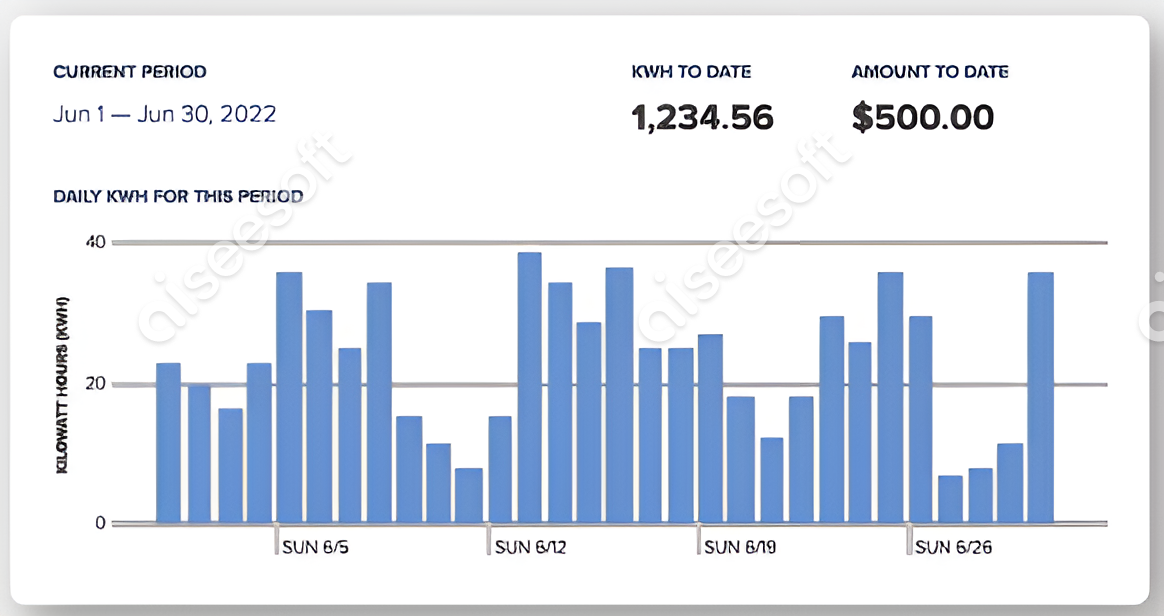 CURRENT PERIOD
KWH TO DATE
AMOUNT TO DATE
Jun 1 — Jun 30, 2022
1,234.56
$500.00
DAILY KWH FOR THIS PERIOD
40
20
0
KILOWATT HOURS (KWH)
SUN 6/5
SUN 6/12
SUN 6/19
SUN 6/26
aiseesoft
aiseesoft